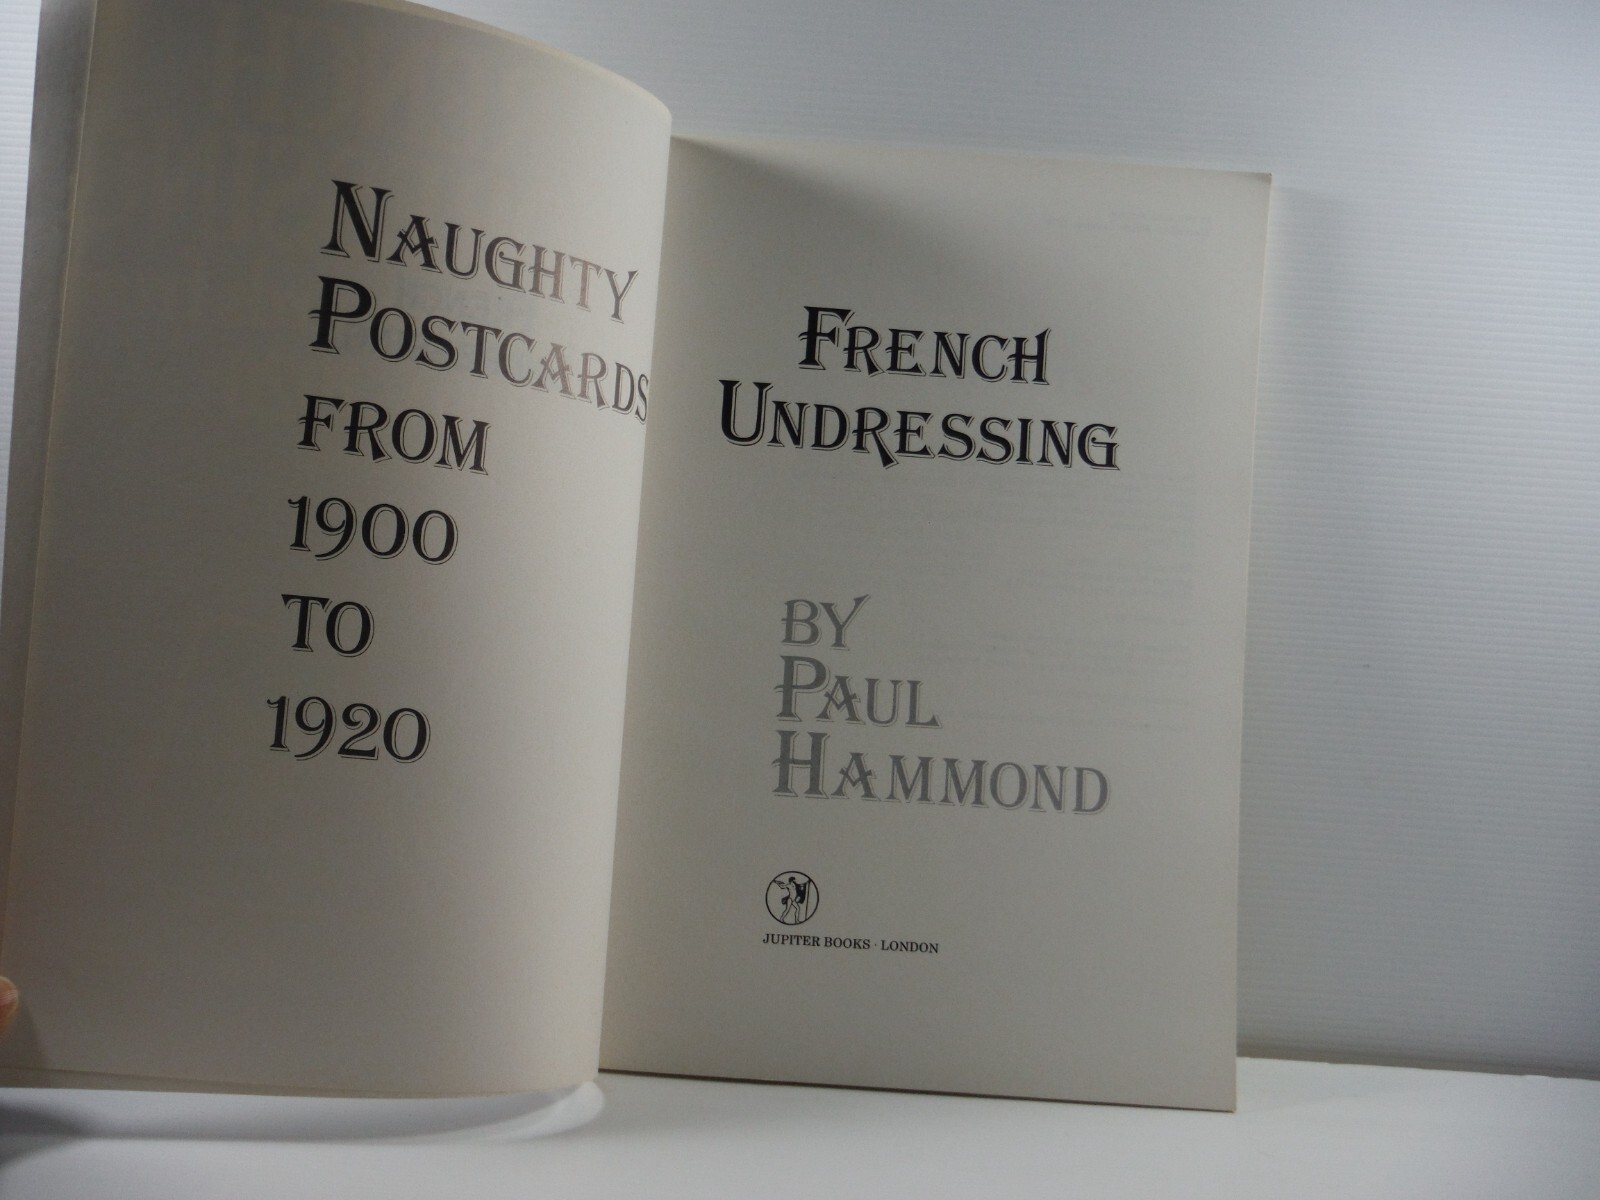 NAUGHTY
POSTCARDS
FROM
1900
TO
1920
FRENCH
UNDRESSING
BY
PAUL
HAMMOND
JUPITER BOOKS · LONDON